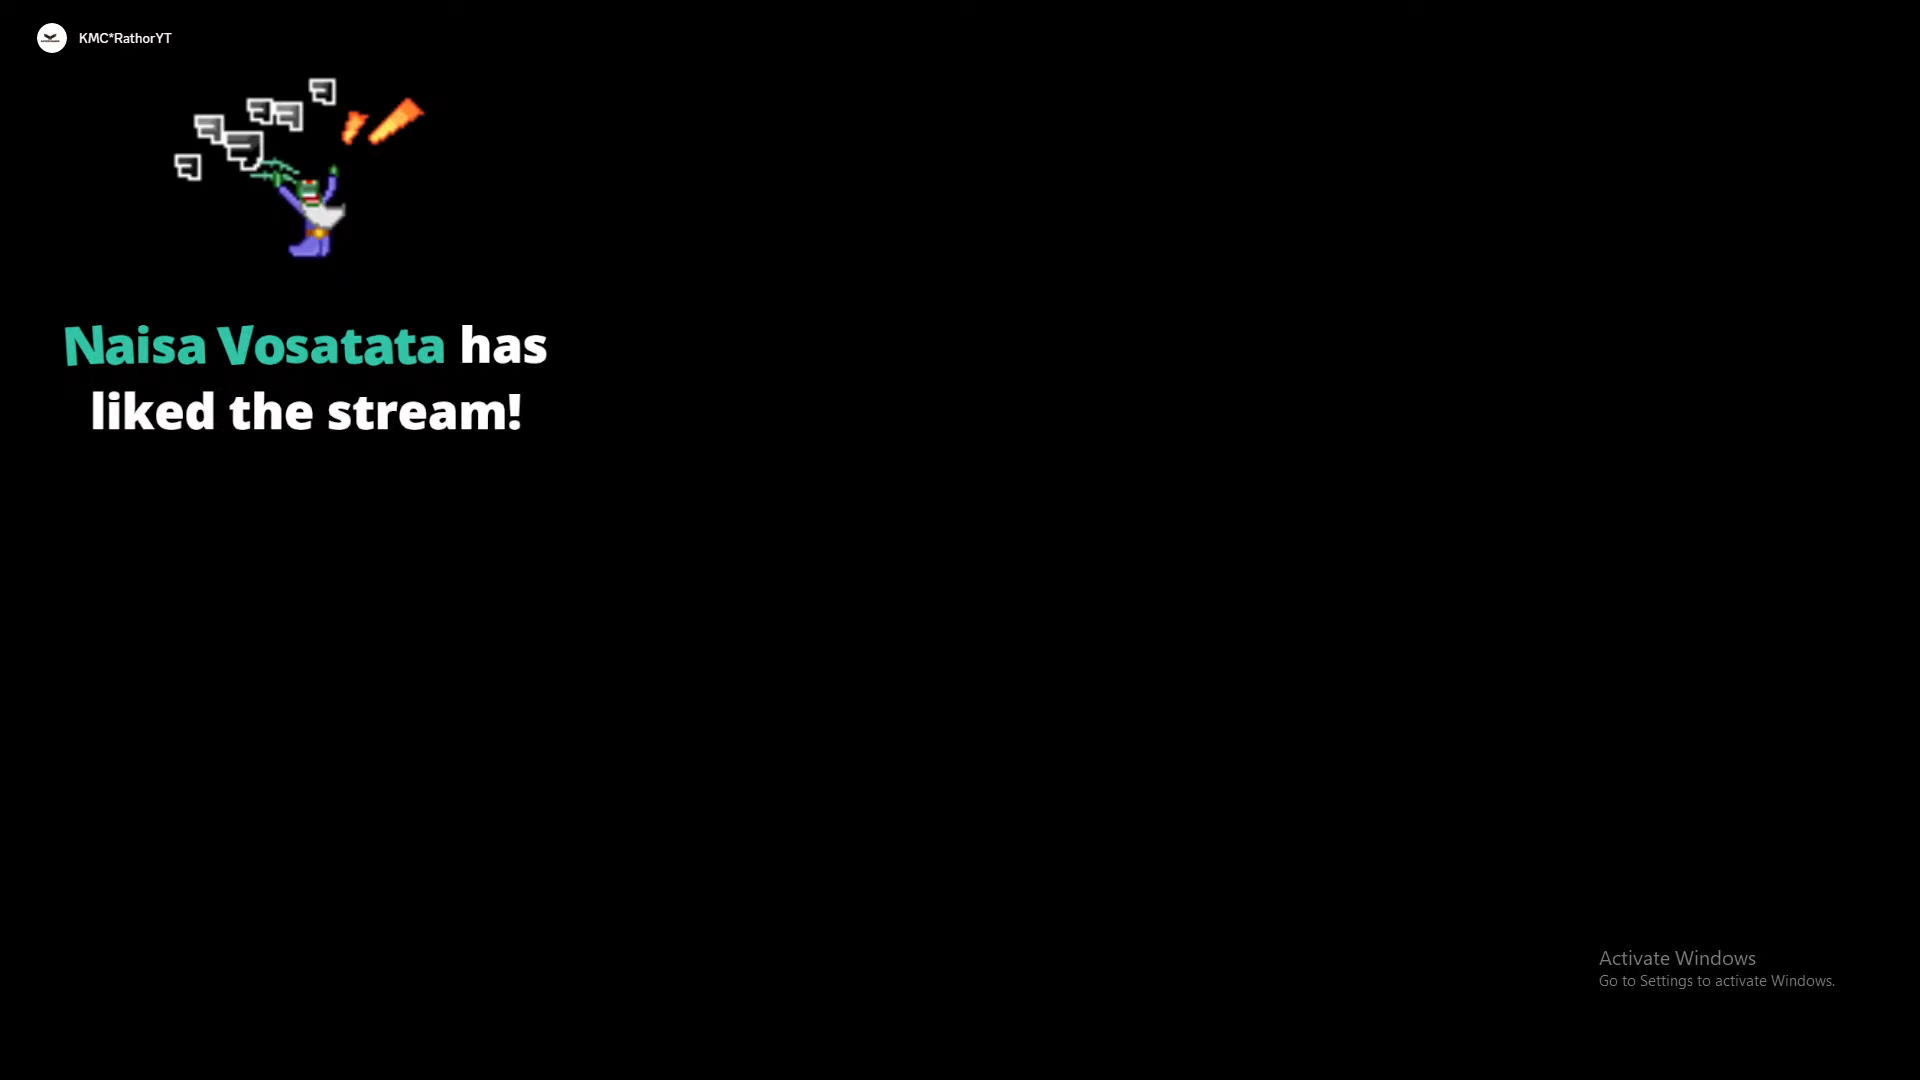 KMC*RathorYT
Naisa Vosatata has
liked the stream!
Activate Windows
Go to Settings to activate Windows.